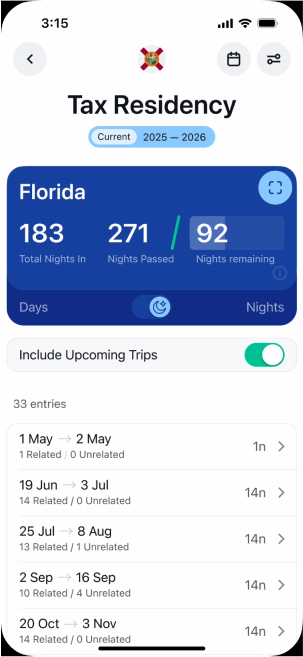 3:15
Tax Residency
Current 2025 — 2026
Florida
183 271 / 92
Total Nights In Nights Passed Nights remaining
Days Nights
Include Upcoming Trips
33 entries
1 May → 2 May
1 Related / 0 Unrelated
1n
19 Jun → 3 Jul
14 Related / 0 Unrelated
14n
25 Jul → 8 Aug
13 Related / 1 Unrelated
14n
2 Sep → 16 Sep
10 Related / 4 Unrelated
14n
20 Oct → 3 Nov
14 Related / 0 Unrelated
14n